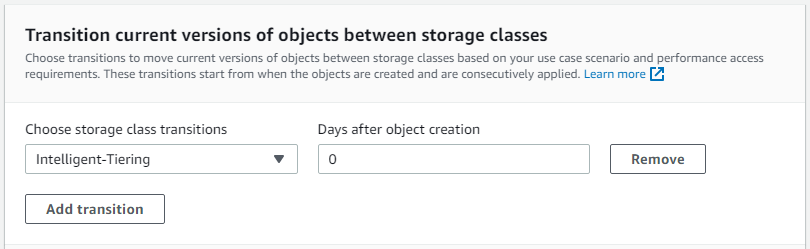 Transition current versions of objects between storage classes
Choose transitions to move current versions of objects between storage classes based on your use case scenario and performance access
requirements. These transitions start from when the objects are created and are consecutively applied. Learn more
Choose storage class transitions
Days after object creation
Intelligent-Tiering
0
Remove
Add transition